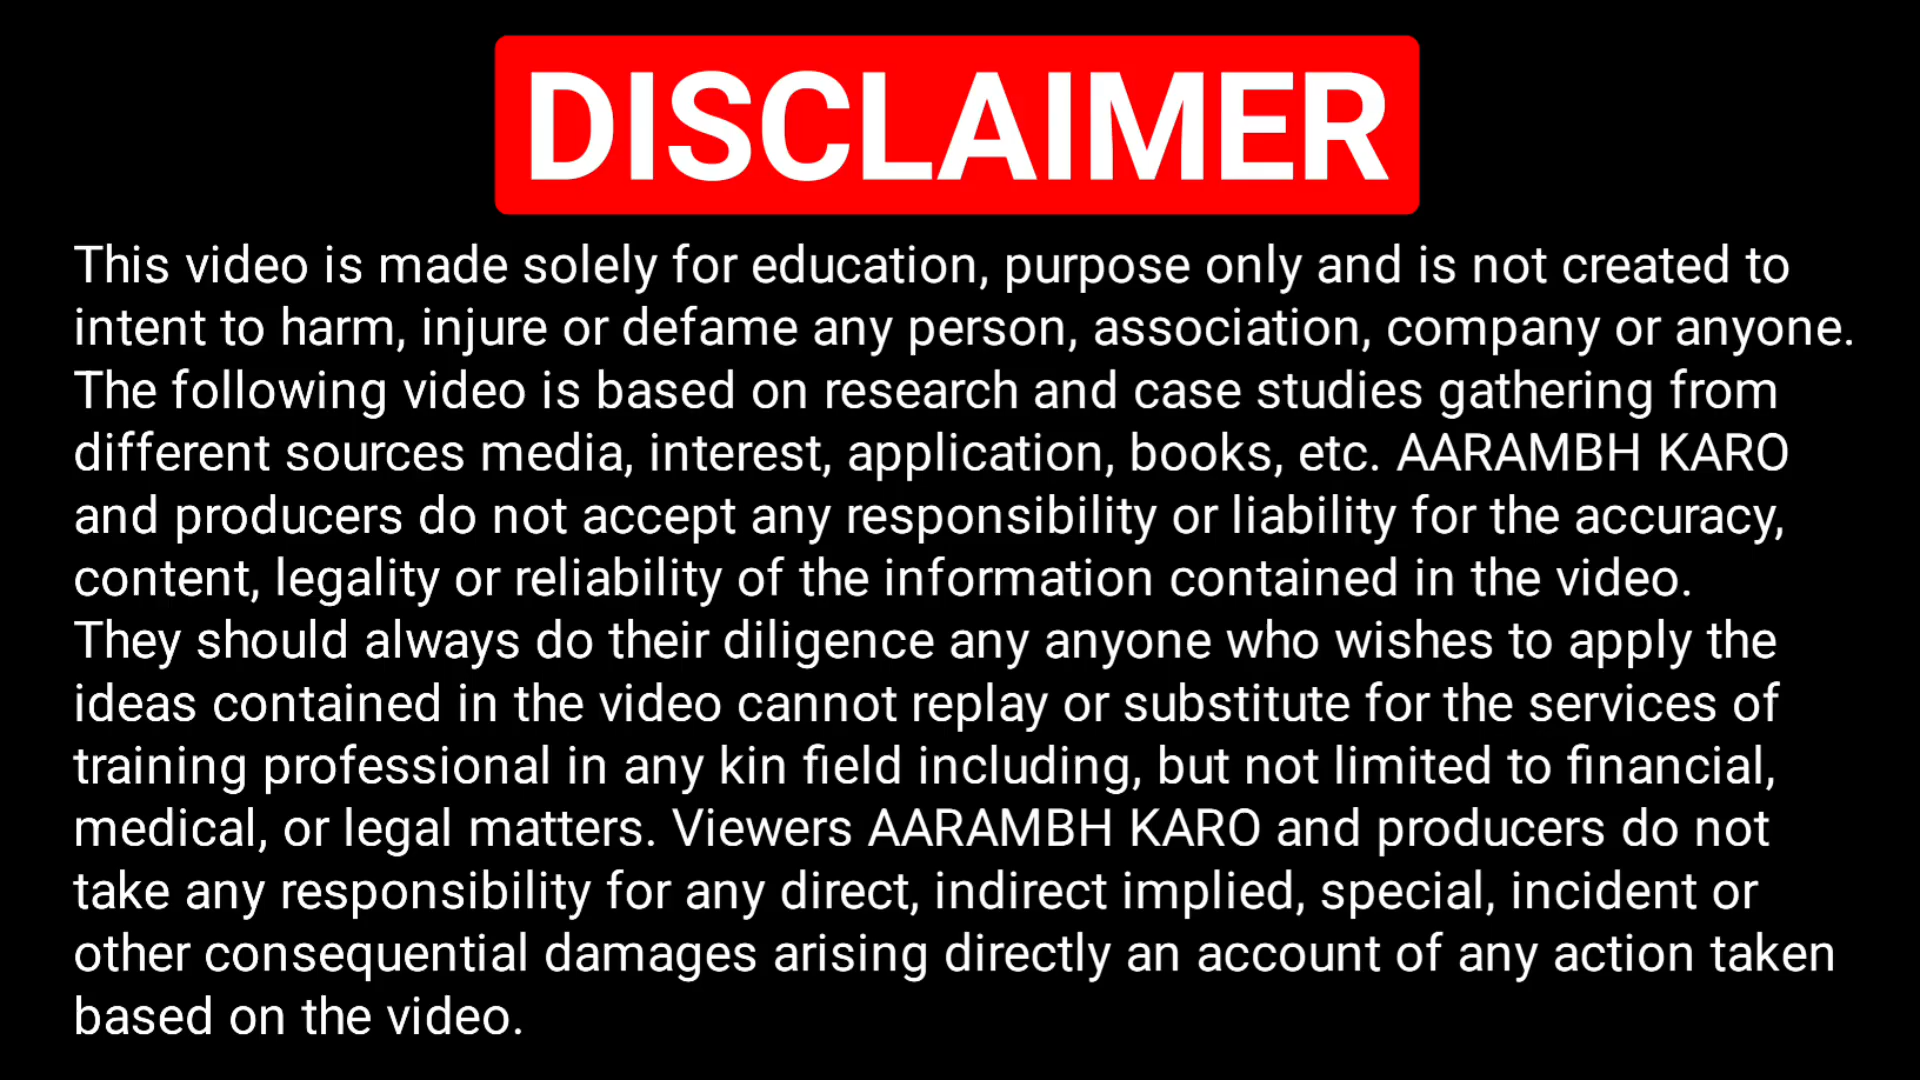 DISCLAIMER
This video is made solely for education, purpose only and is not created to
intent to harm, injure or defame any person, association, company or anyone.
The following video is based on research and case studies gathering from
different sources media, interest, application, books, etc. AARAMBH KARO
and producers do not accept any responsibility or liability for the accuracy,
content, legality or reliability of the information contained in the video.
They should always do their diligence any anyone who wishes to apply the
ideas contained in the video cannot replay or substitute for the services of
training professional in any kin field including, but not limited to financial,
medical, or legal matters. Viewers AARAMBH KARO and producers do not
take any responsibility for any direct, indirect implied, special, incident or
other consequential damages arising directly an account of any action taken
based on the video.